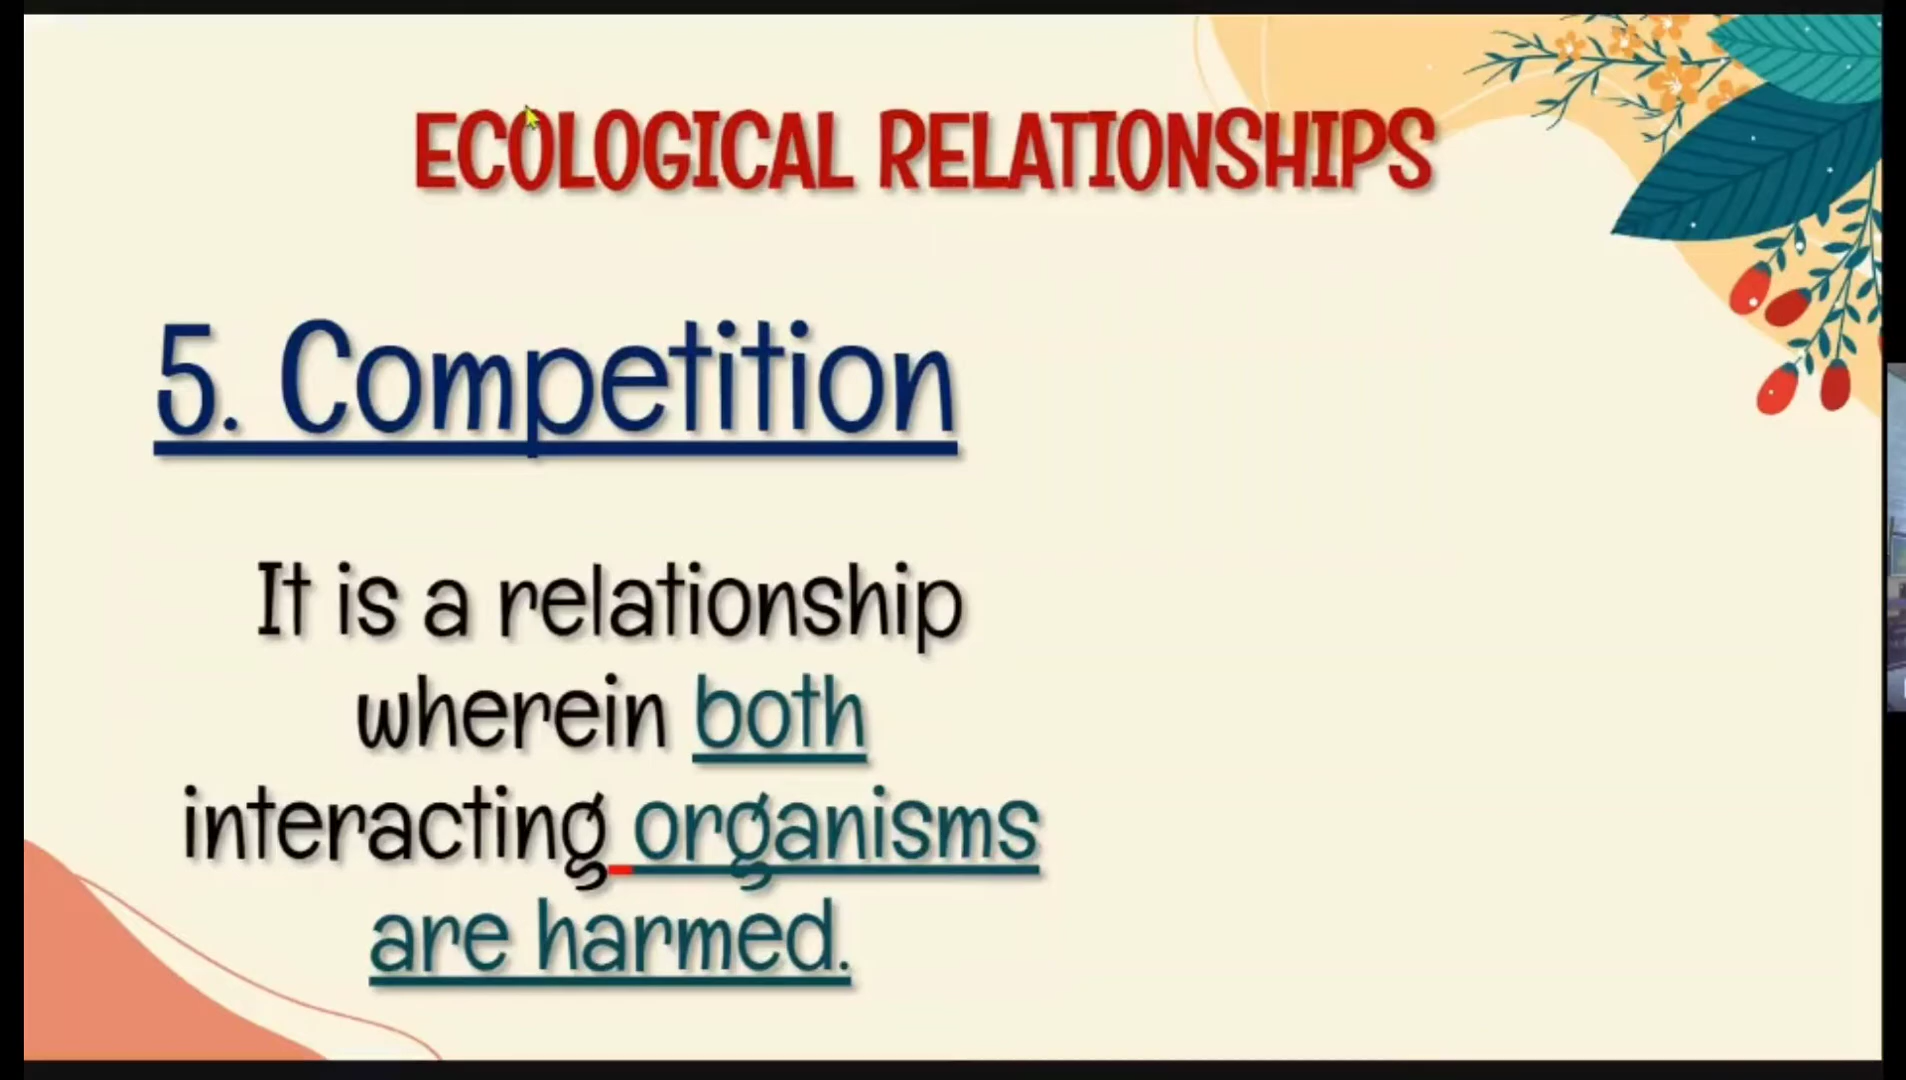 ECOLOGICAL RELATIONSHIPS
5. Competition
It is a relationship
wherein both
interacting organisms
are harmed.